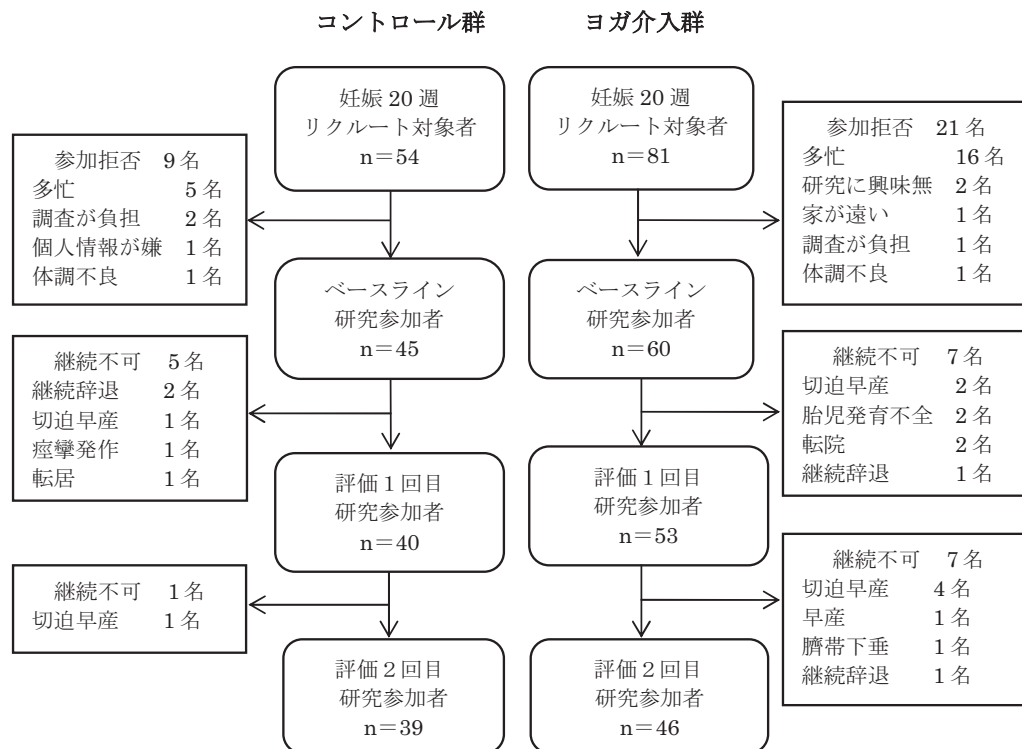 コントロール群
ヨガ介入群
妊娠 20 週
リクルート対象者
n＝54
妊娠 20 週
リクルート対象者
n＝81
参加拒否 9 名
多忙 5 名
調査が負担 2 名
個人情報が嫌 1 名
体調不良 1 名
参加拒否 21 名
多忙 16 名
研究に興味無 2 名
家が遠い 1 名
調査が負担 1 名
体調不良 1 名
ベースライン
研究参加者
n＝45
ベースライン
研究参加者
n＝60
継続不可 5 名
継続辞退 2 名
切迫早産 1 名
痙攣発作 1 名
転居 1 名
継続不可 7 名
切迫早産 2 名
胎児発育不全 2 名
転院 2 名
継続辞退 1 名
評価１回目
研究参加者
n＝40
評価１回目
研究参加者
n＝53
継続不可 1 名
切迫早産 1 名
継続不可 7 名
切迫早産 4 名
早産 1 名
臍帯下垂 1 名
継続辞退 1 名
評価２回目
研究参加者
n＝39
評価２回目
研究参加者
n＝46